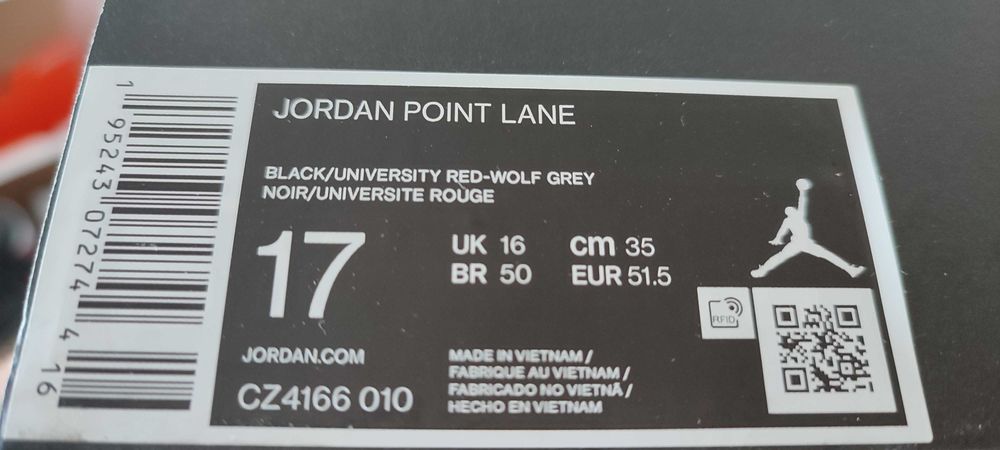 1 95243 07274 4 16
JORDAN POINT LANE
BLACK/UNIVERSITY RED-WOLF GREY
NOIR/UNIVERSITE ROUGE
17
UK 16 cm 35
BR 50 EUR 51.5
RFID
JORDAN.COM
CZ4166 010
MADE IN VIETNAM /
FABRIQUE AU VIETNAM /
FABRICADO NO VIETNÃ /
HECHO EN VIETNAM